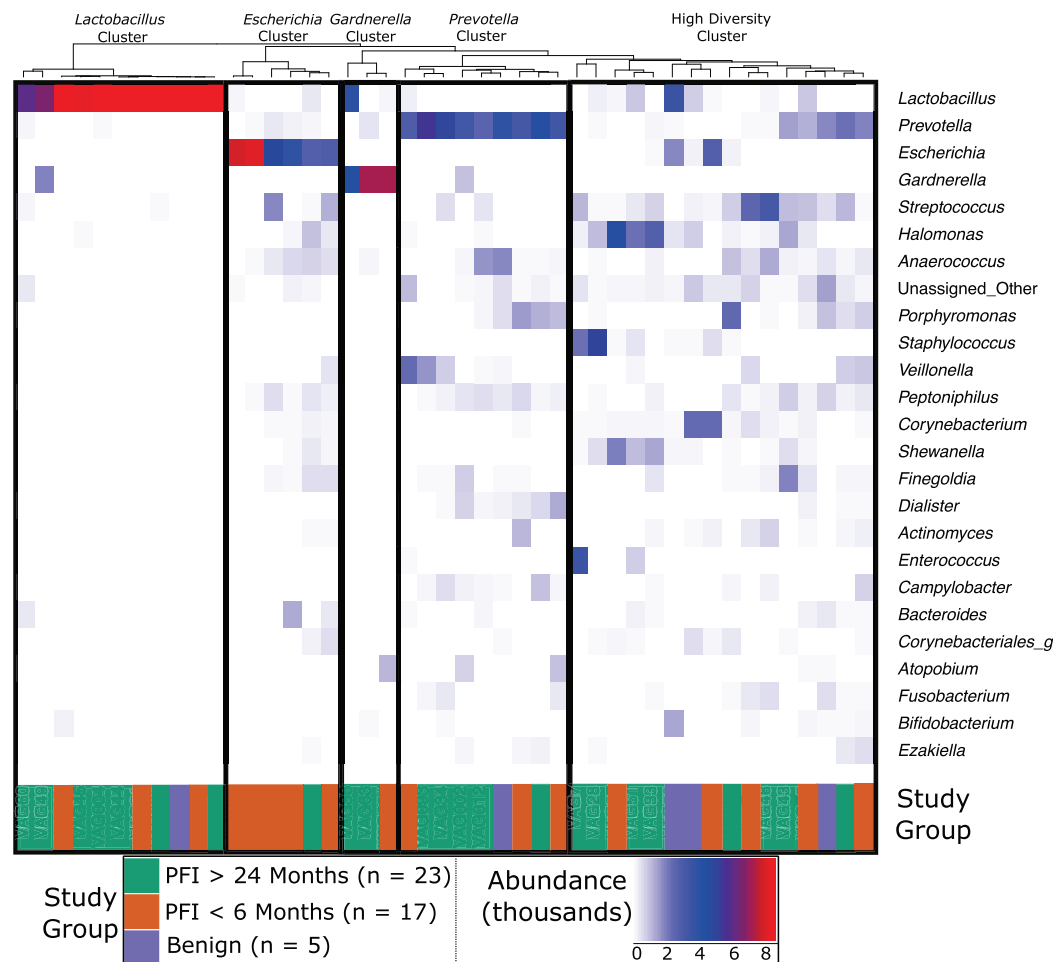 Lactobacillus
Cluster
Escherichia
Cluster
Gardnerella
Cluster
Prevotella
Cluster
High Diversity
Cluster
Lactobacillus
Prevotella
Escherichia
Gardnerella
Streptococcus
Halomonas
Anaerococcus
Unassigned_Other
Porphyromonas
Staphylococcus
Veillonella
Peptoniphilus
Corynebacterium
Shewanella
Finegoldia
Dialister
Actinomyces
Enterococcus
Campylobacter
Bacteroides
Corynebacteriales_g
Atopobium
Fusobacterium
Bifidobacterium
Ezakiella
Study
Group
Study
Group
PFI > 24 Months (n = 23)
PFI < 6 Months (n = 17)
Benign (n = 5)
Abundance
(thousands)
0 2 4 6 8